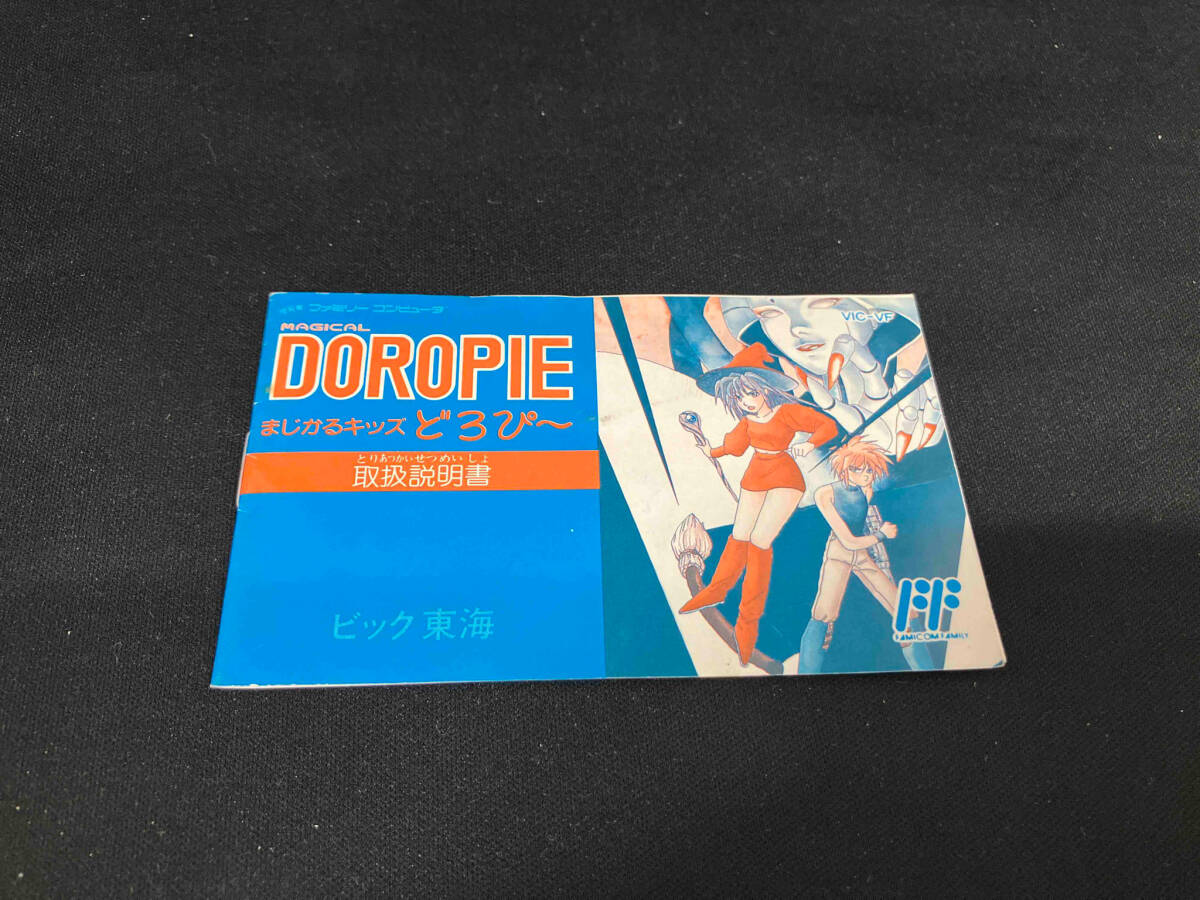 ファミリー コンピュータ
MAGICAL
DOROPIE
まじかるキッズ どろぴ～
とりあつかいせつめいしょ
取扱説明書
ビック東海
VIC-VF
FAMICOM FAMILY